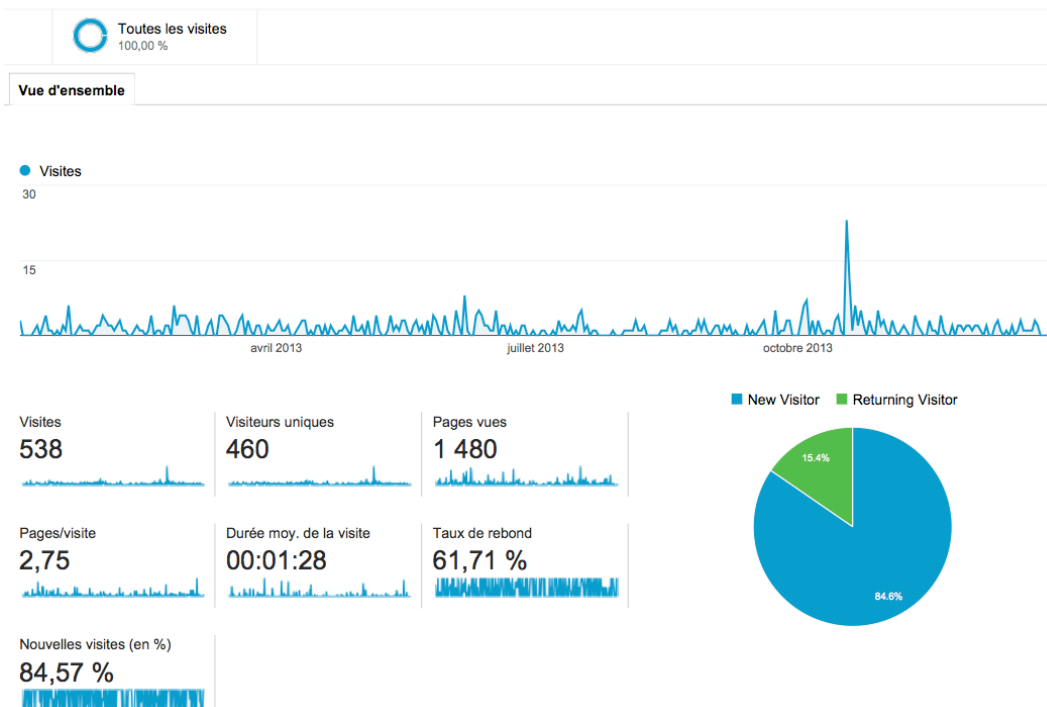 Toutes les visites
100,00 %
Vue d'ensemble
Visites
30
15
avril 2013 juillet 2013 octobre 2013
New Visitor Returning Visitor
Visites Visiteurs uniques Pages vues
538 460 1 480
15.4%
Pages/visite Durée moy. de la visite Taux de rebond
2,75 00:01:28 61,71 %
84.6%
Nouvelles visites (en %)
84,57 %